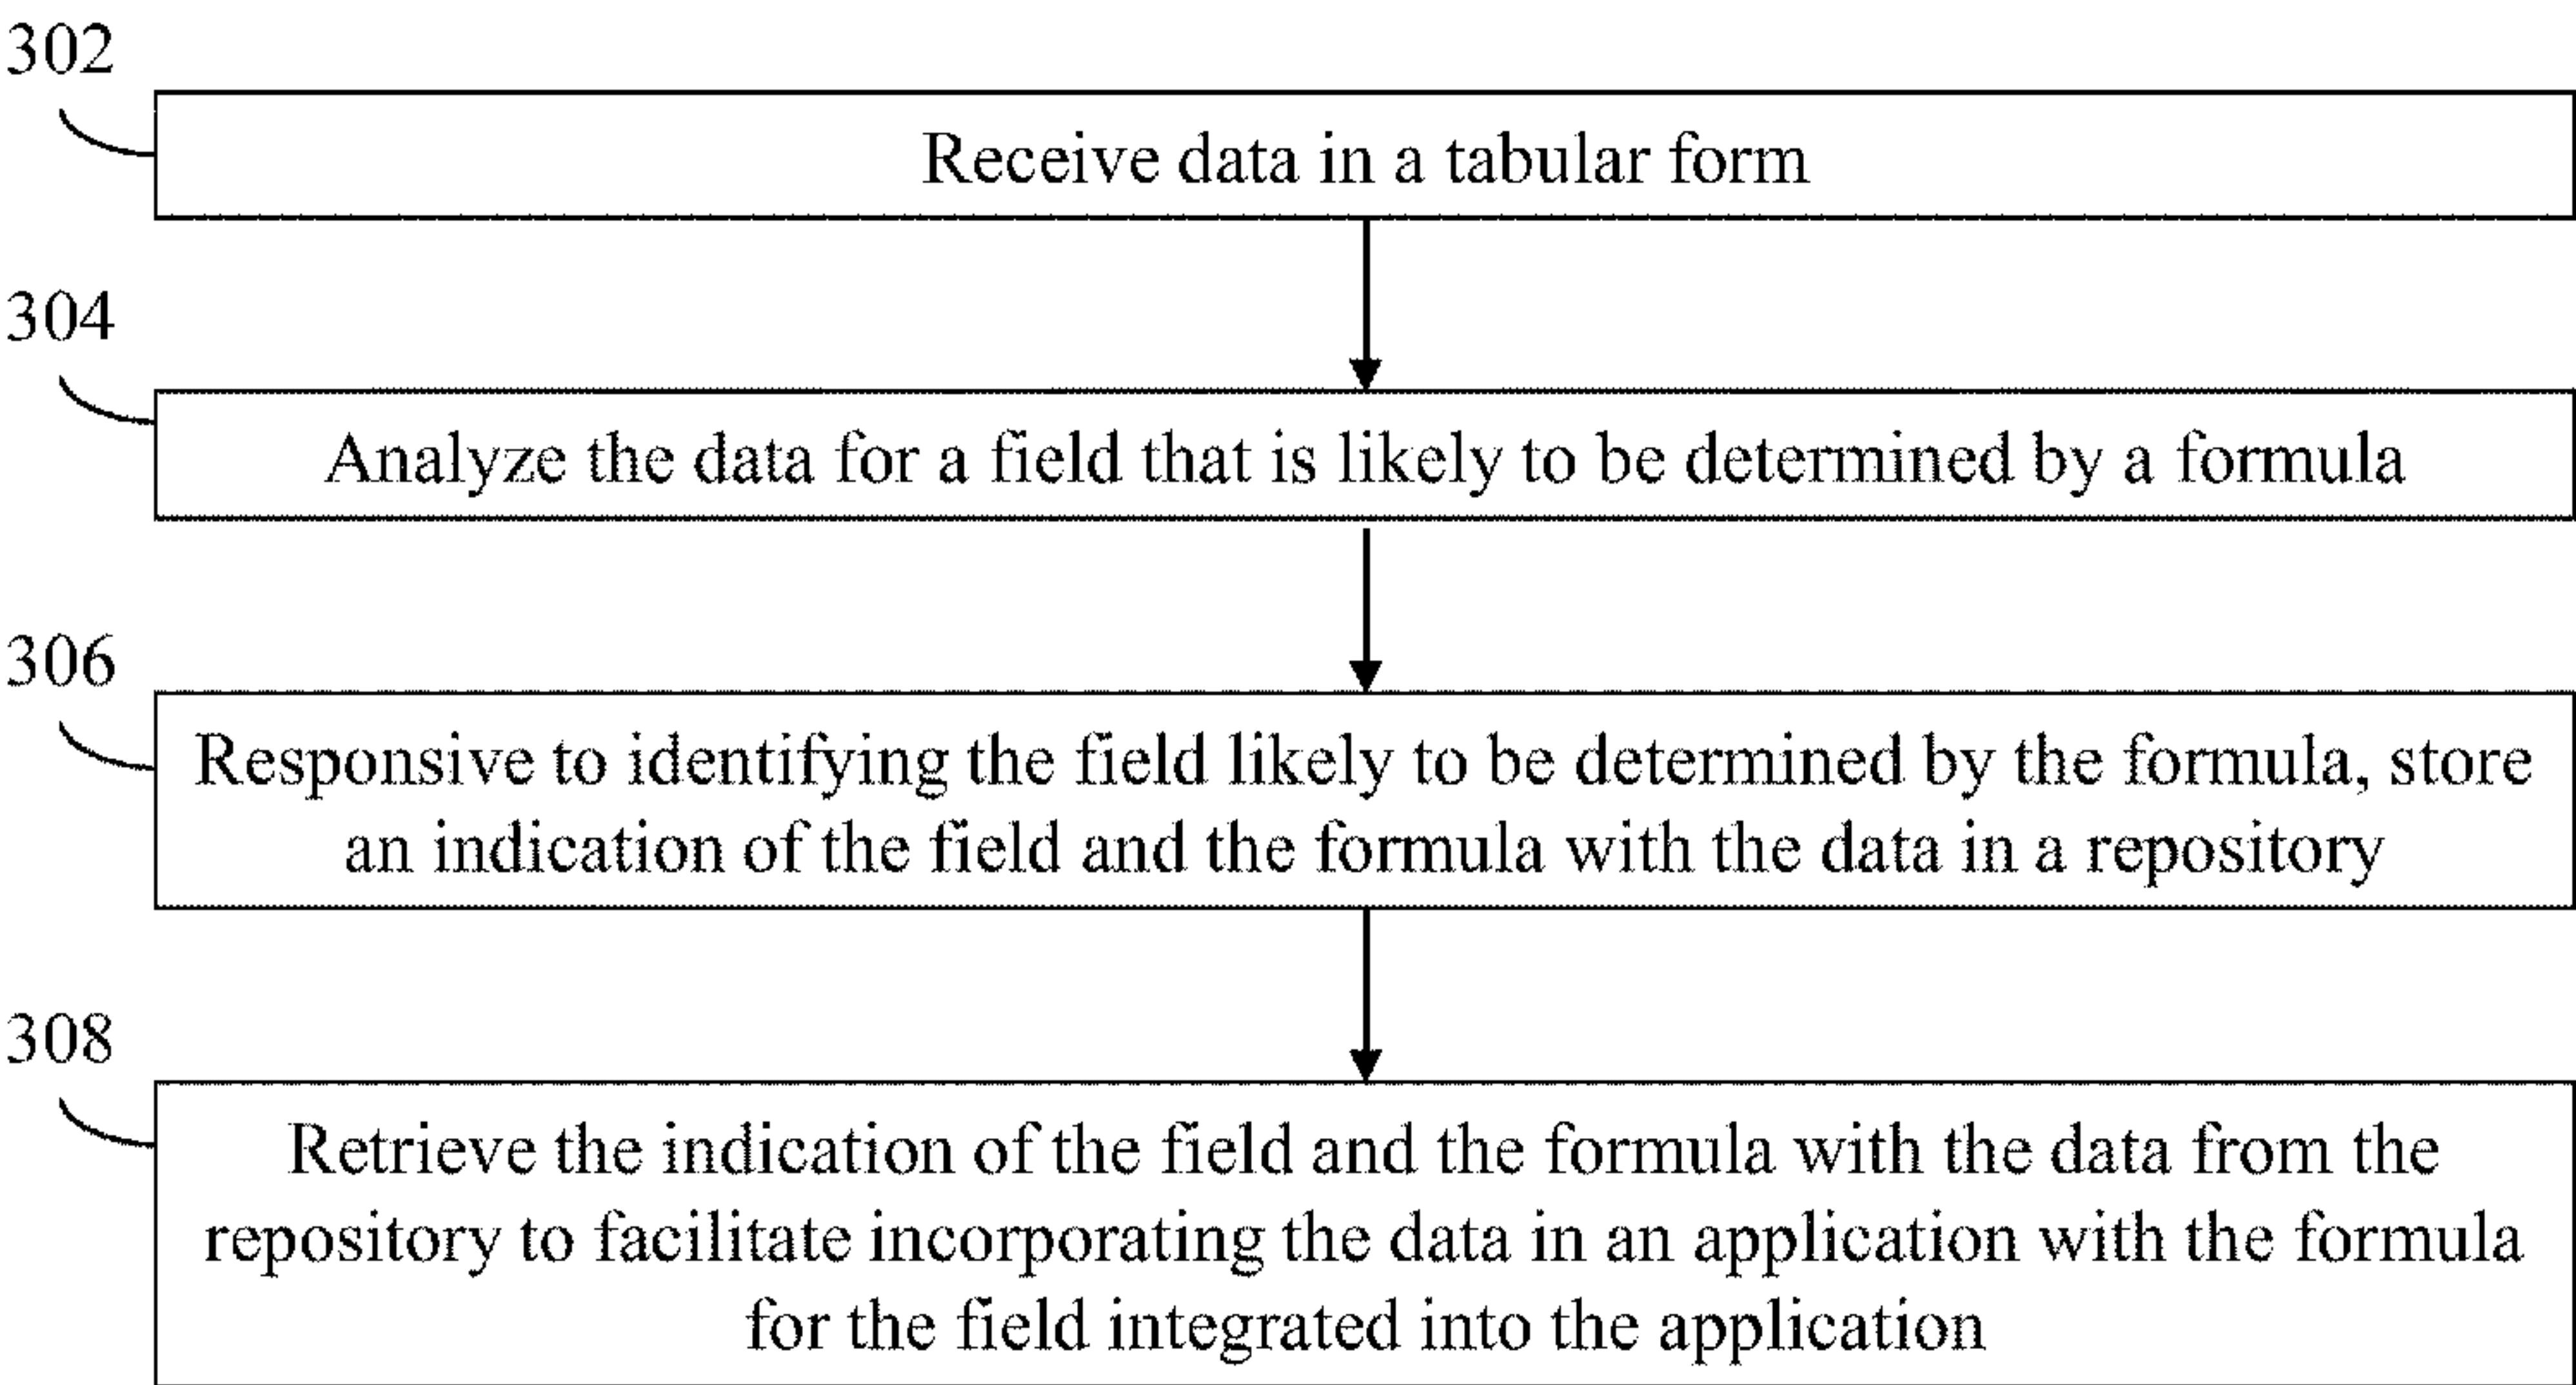 302
Receive data in a tabular form
304
Analyze the data for a field that is likely to be determined by a formula
306
Responsive to identifying the field likely to be determined by the formula, store
an indication of the field and the formula with the data in a repository
308
Retrieve the indication of the field and the formula with the data from the
repository to facilitate incorporating the data in an application with the formula
for the field integrated into the application